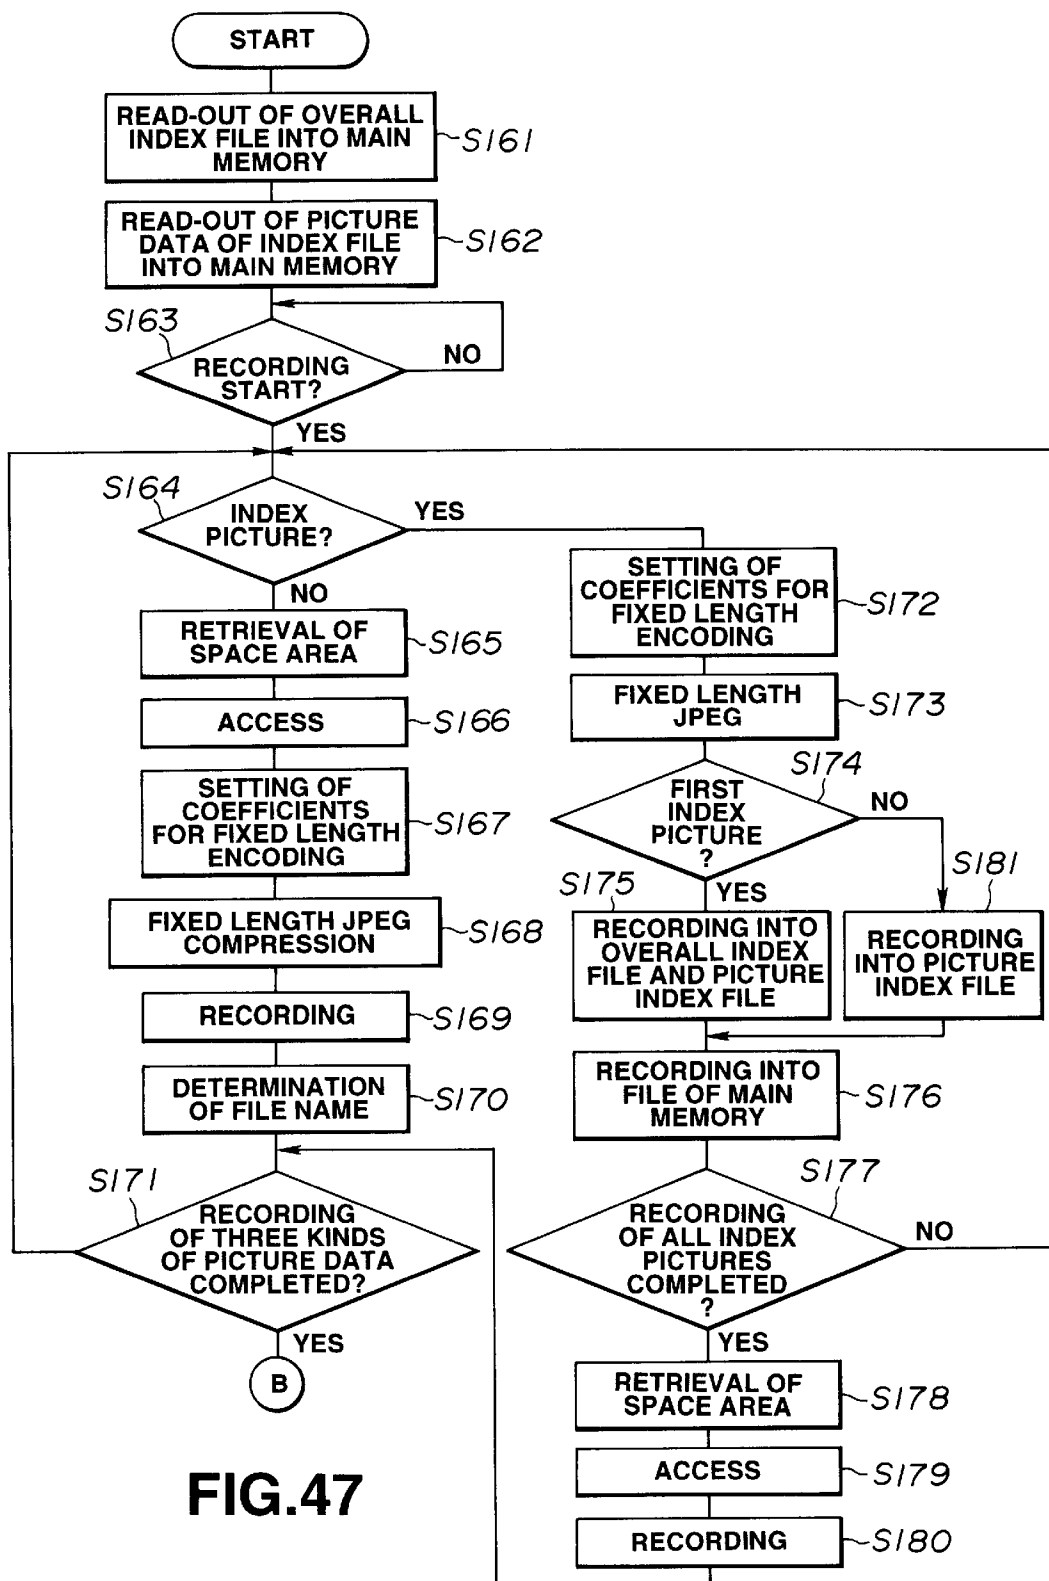 START
READ-OUT OF OVERALL
INDEX FILE INTO MAIN
MEMORY
S161
READ-OUT OF PICTURE
DATA OF INDEX FILE
INTO MAIN MEMORY
S162
S163
RECORDING
START?
NO
YES
S164
INDEX
PICTURE?
YES
NO
RETRIEVAL OF
SPACE AREA
S165
ACCESS
S166
SETTING OF
COEFFICIENTS
FOR FIXED LENGTH
ENCODING
S167
FIXED LENGTH JPEG
COMPRESSION
S168
RECORDING
S169
DETERMINATION
OF FILE NAME
S170
S171
RECORDING
OF THREE KINDS
OF PICTURE DATA
COMPLETED?
YES
B
SETTING OF
COEFFICIENTS FOR
FIXED LENGTH
ENCODING
S172
FIXED LENGTH
JPEG
S173
S174
FIRST
INDEX
PICTURE
?
NO
YES
S175
RECORDING INTO
OVERALL INDEX
FILE AND PICTURE
INDEX FILE
S181
RECORDING
INTO PICTURE
INDEX FILE
RECORDING INTO
FILE OF MAIN
MEMORY
S176
S177
RECORDING
OF ALL INDEX
PICTURES
COMPLETED
?
NO
YES
RETRIEVAL OF
SPACE AREA
S178
ACCESS
S179
RECORDING
S180
FIG.47